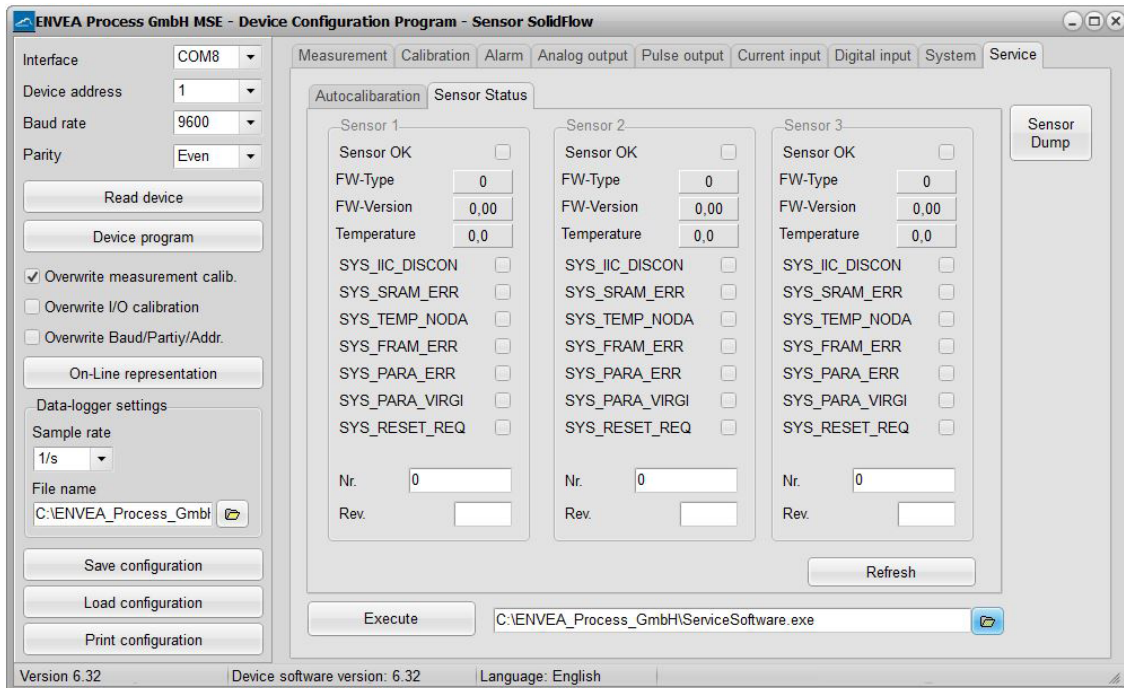 ENVEA Process GmbH MSE - Device Configuration Program - Sensor SolidFlow
Interface
COM8
Device address
1
Baud rate
9600
Parity
Even
Read device
Device program
Overwrite measurement calib.
Overwrite I/O calibration
Overwrite Baud/Partiy/Addr.
On-Line representation
Data-logger settings
Sample rate
1/s
File name
C:\ENVEA_Process_Gmbl
Save configuration
Load configuration
Print configuration
Measurement Calibration Alarm Analog output Pulse output Current input Digital input System Service
Autocalibaration Sensor Status
Sensor 1
Sensor OK
FW-Type 0
FW-Version 0,00
Temperature 0,0
SYS_IIC_DISCON
SYS_SRAM_ERR
SYS_TEMP_NODA
SYS_FRAM_ERR
SYS_PARA_ERR
SYS_PARA_VIRGI
SYS_RESET_REQ
Nr. 0
Rev.
Sensor 2
Sensor OK
FW-Type 0
FW-Version 0,00
Temperature 0,0
SYS_IIC_DISCON
SYS_SRAM_ERR
SYS_TEMP_NODA
SYS_FRAM_ERR
SYS_PARA_ERR
SYS_PARA_VIRGI
SYS_RESET_REQ
Nr. 0
Rev.
Sensor 3
Sensor OK
FW-Type 0
FW-Version 0,00
Temperature 0,0
SYS_IIC_DISCON
SYS_SRAM_ERR
SYS_TEMP_NODA
SYS_FRAM_ERR
SYS_PARA_ERR
SYS_PARA_VIRGI
SYS_RESET_REQ
Nr. 0
Rev.
Refresh
Sensor
Dump
Execute
C:\ENVEA_Process_GmbH\ServiceSoftware.exe
Version 6.32
Device software version: 6.32
Language: English